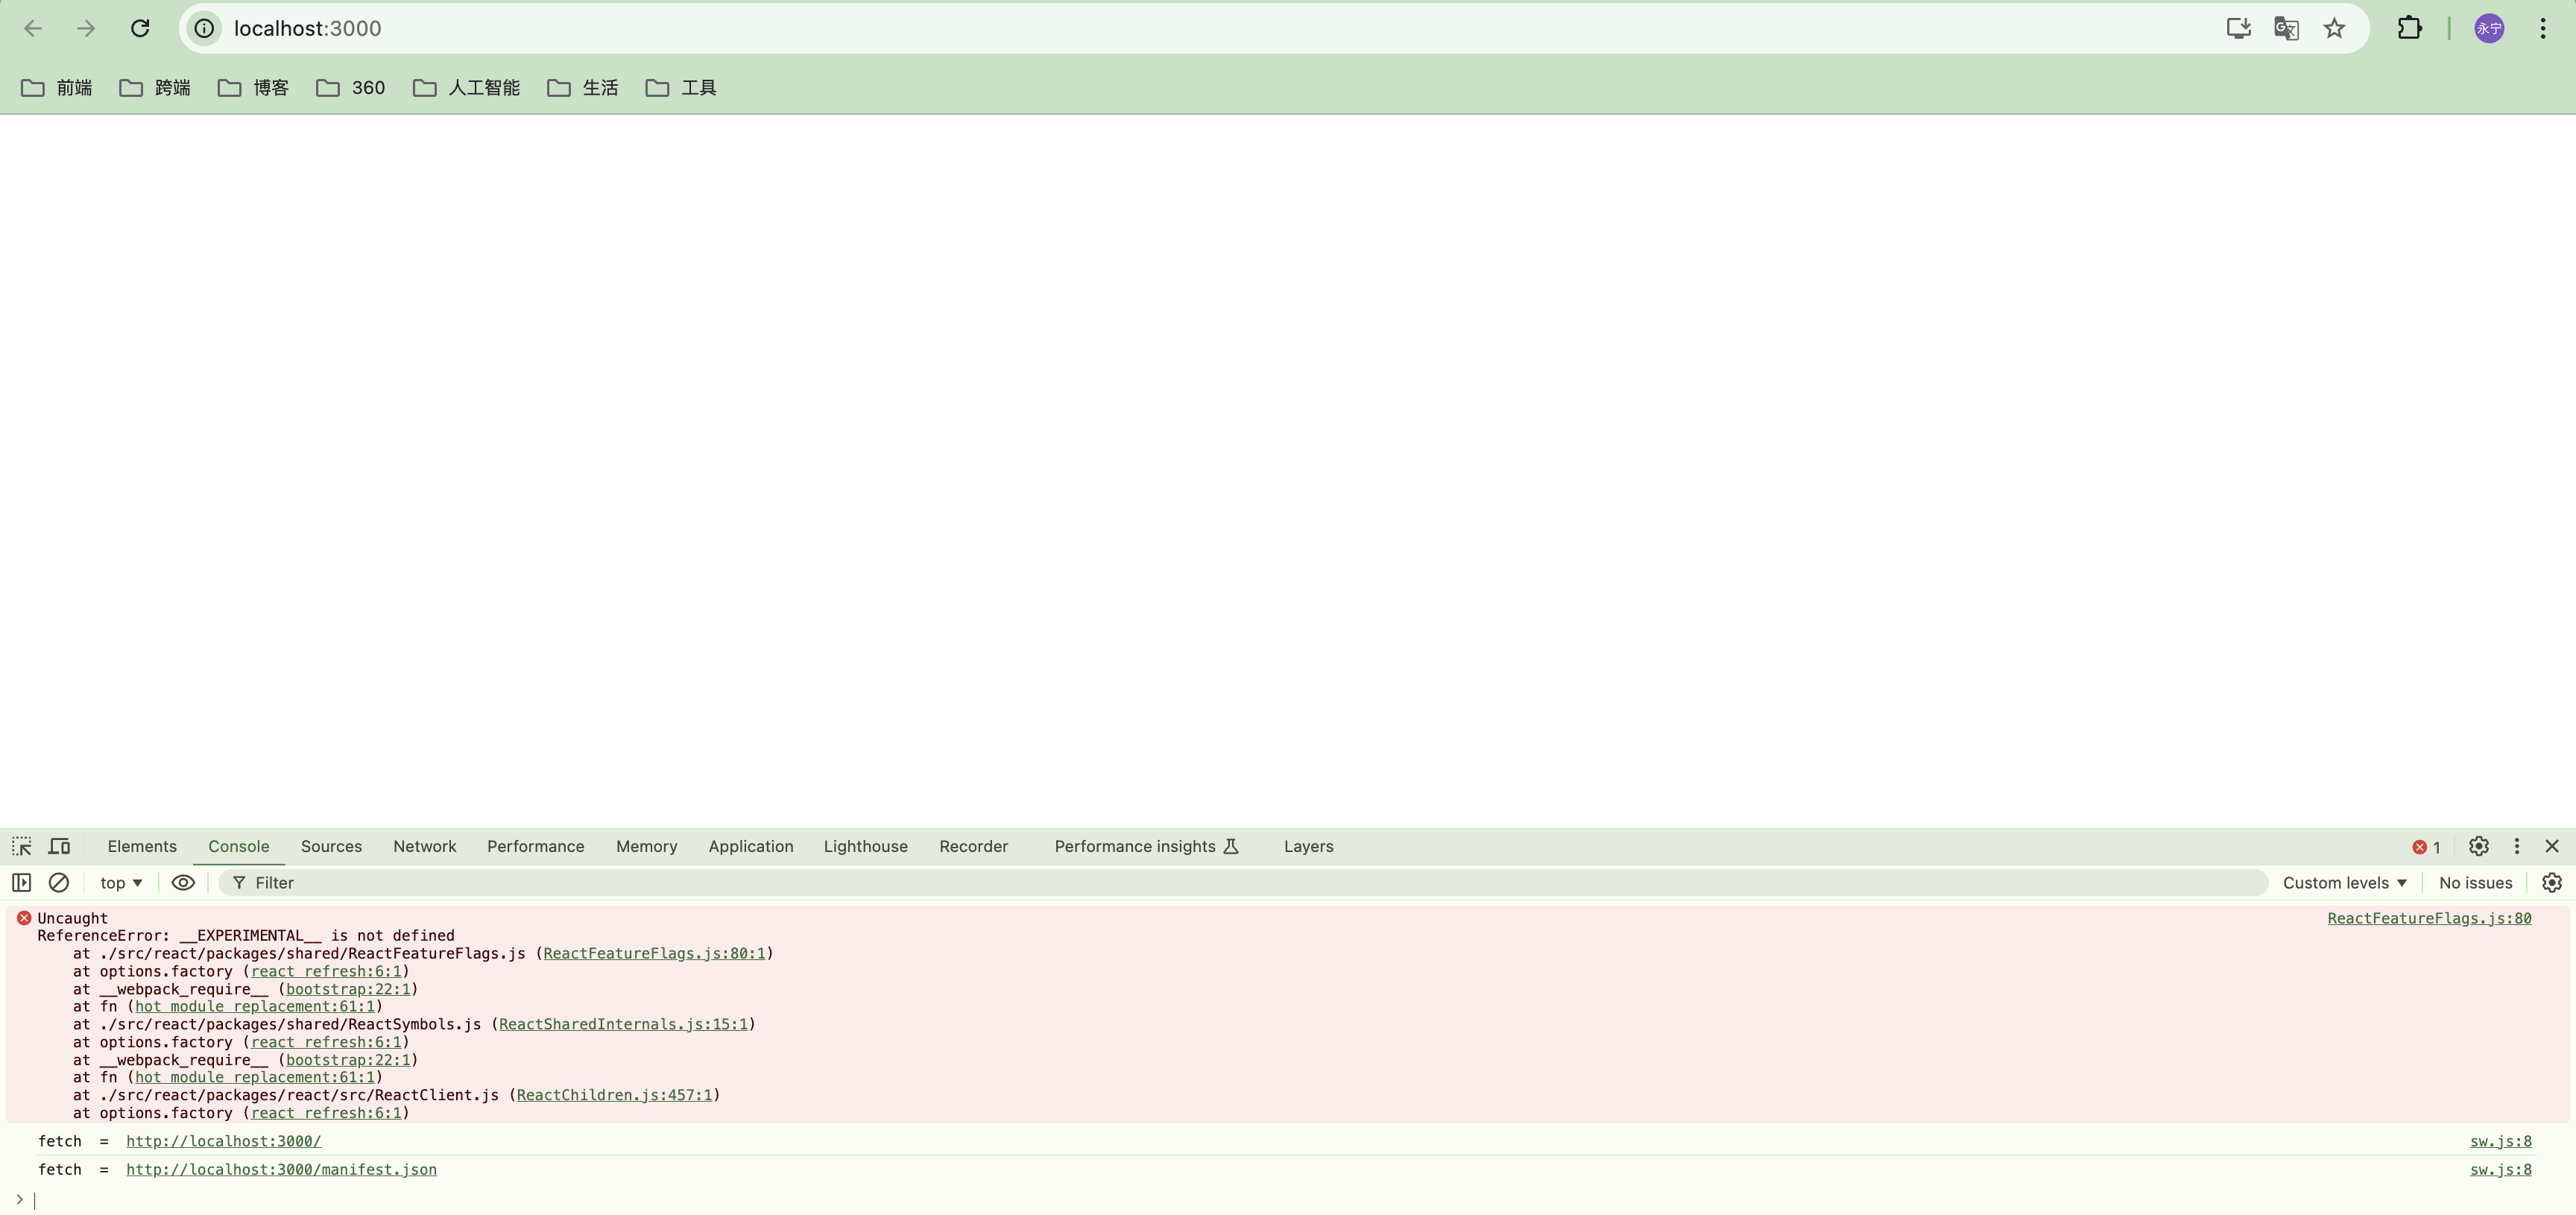 localhost:3000
永宁
前端 跨端 博客 360 人工智能 生活 工具
Elements Console Sources Network Performance Memory Application Lighthouse Recorder Performance insights Layers 1
top Filter Custom levels No issues
Uncaught ReactFeatureFlags.js:80
ReferenceError: __EXPERIMENTAL__ is not defined
at ./src/react/packages/shared/ReactFeatureFlags.js (ReactFeatureFlags.js:80:1)
at options.factory (react refresh:6:1)
at __webpack_require__ (bootstrap:22:1)
at fn (hot module replacement:61:1)
at ./src/react/packages/shared/ReactSymbols.js (ReactSharedInternals.js:15:1)
at options.factory (react refresh:6:1)
at __webpack_require__ (bootstrap:22:1)
at fn (hot module replacement:61:1)
at ./src/react/packages/react/src/ReactClient.js (ReactChildren.js:457:1)
at options.factory (react refresh:6:1)
fetch = http://localhost:3000/ sw.js:8
fetch = http://localhost:3000/manifest.json sw.js:8
>